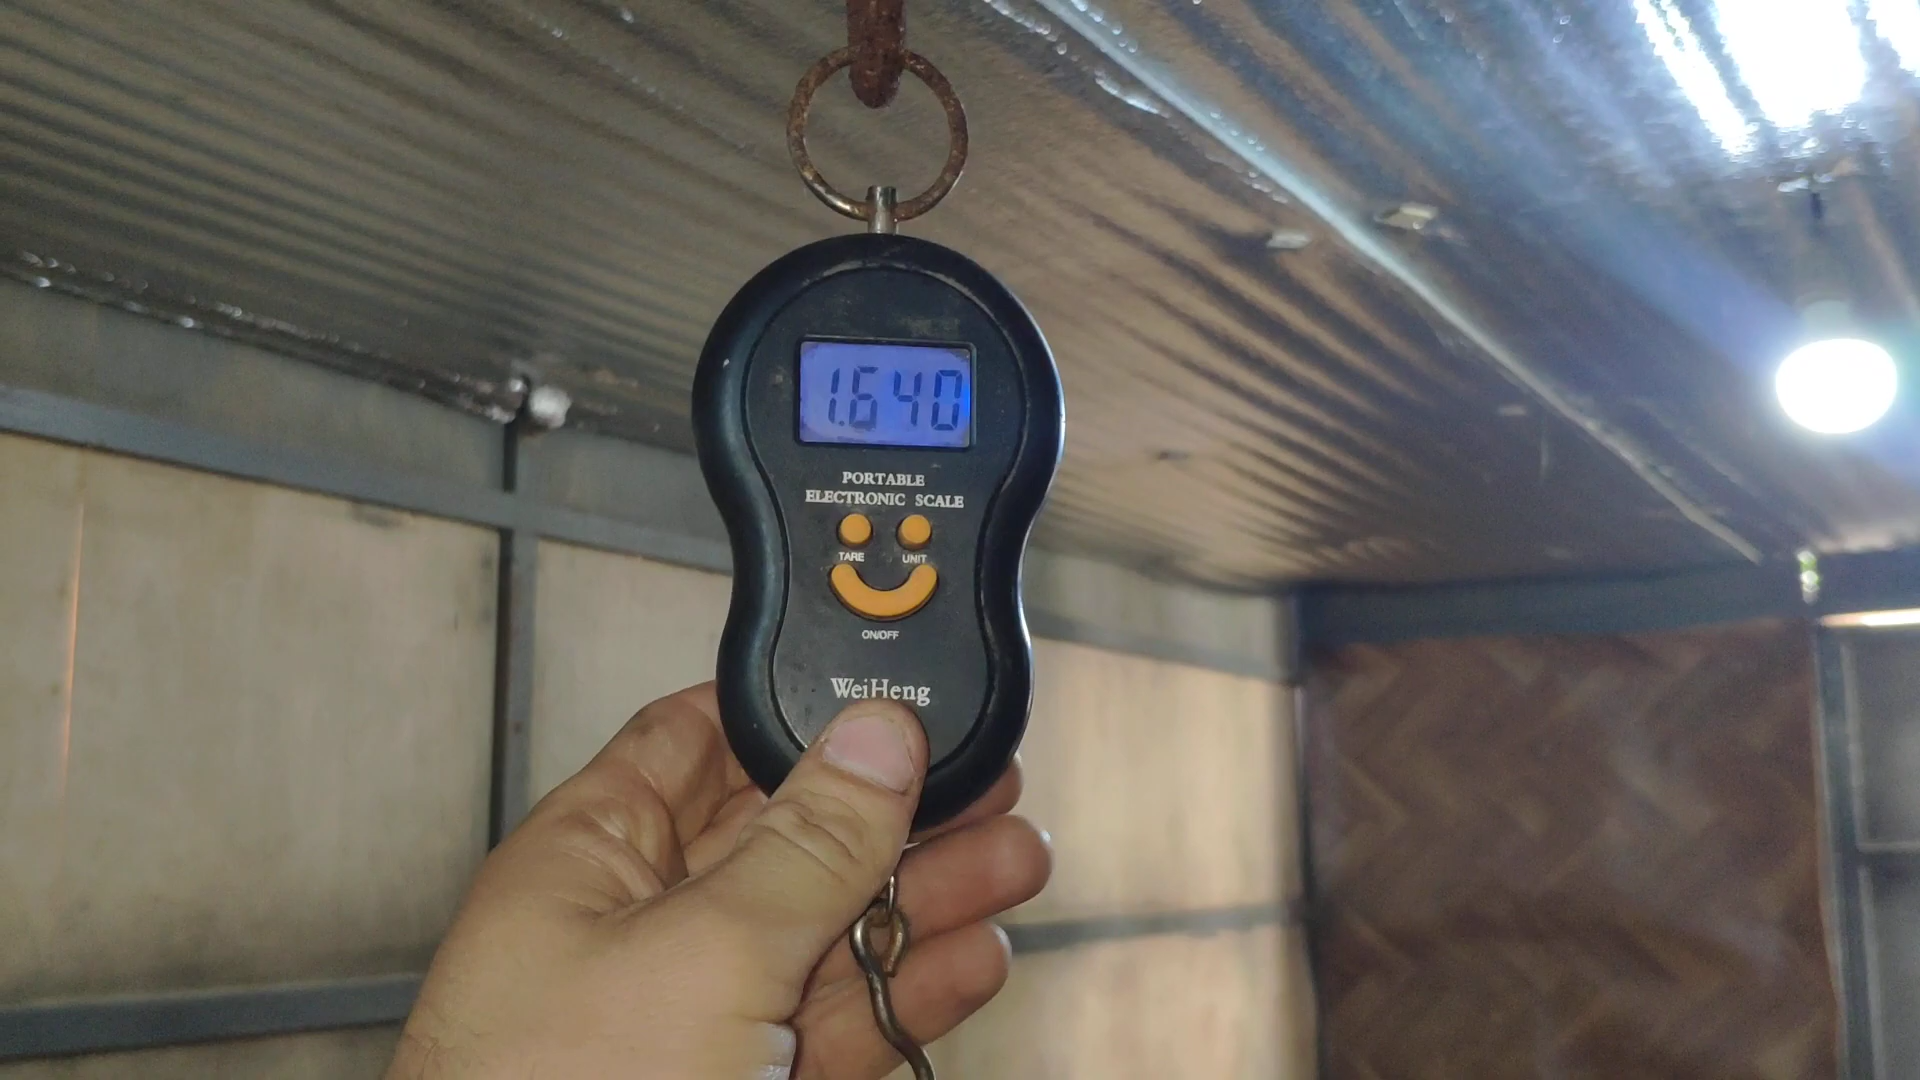 1.640
PORTABLE
ELECTRONIC SCALE
TARE UNIT
ON/OFF
WeiHeng